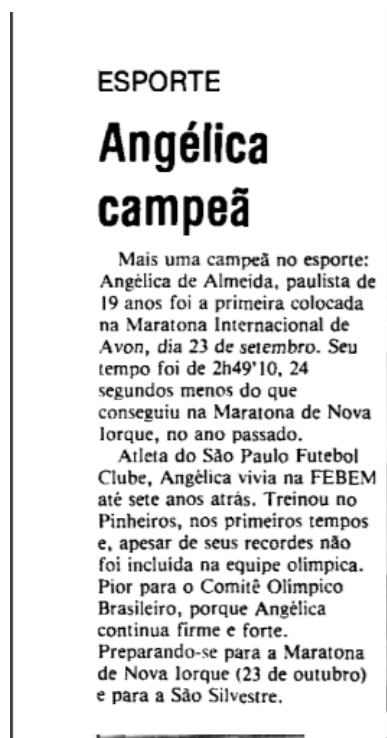 ESPORTE
Angélica
campeã
Mais uma campeã no esporte:
Angélica de Almeida, paulista de
19 anos foi a primeira colocada
na Maratona Internacional de
Avon, dia 23 de setembro. Seu
tempo foi de 2h49'10, 24
segundos menos do que
conseguiu na Maratona de Nova
Iorque, no ano passado.
Atleta do São Paulo Futebol
Clube, Angélica vivia na FEBEM
até sete anos atrás. Treinou no
Pinheiros, nos primeiros tempos
e, apesar de seus recordes não
foi incluída na equipe olímpica.
Pior para o Comitê Olímpico
Brasileiro, porque Angélica
continua firme e forte.
Preparando-se para a Maratona
de Nova Iorque (23 de outubro)
e para a São Silvestre.